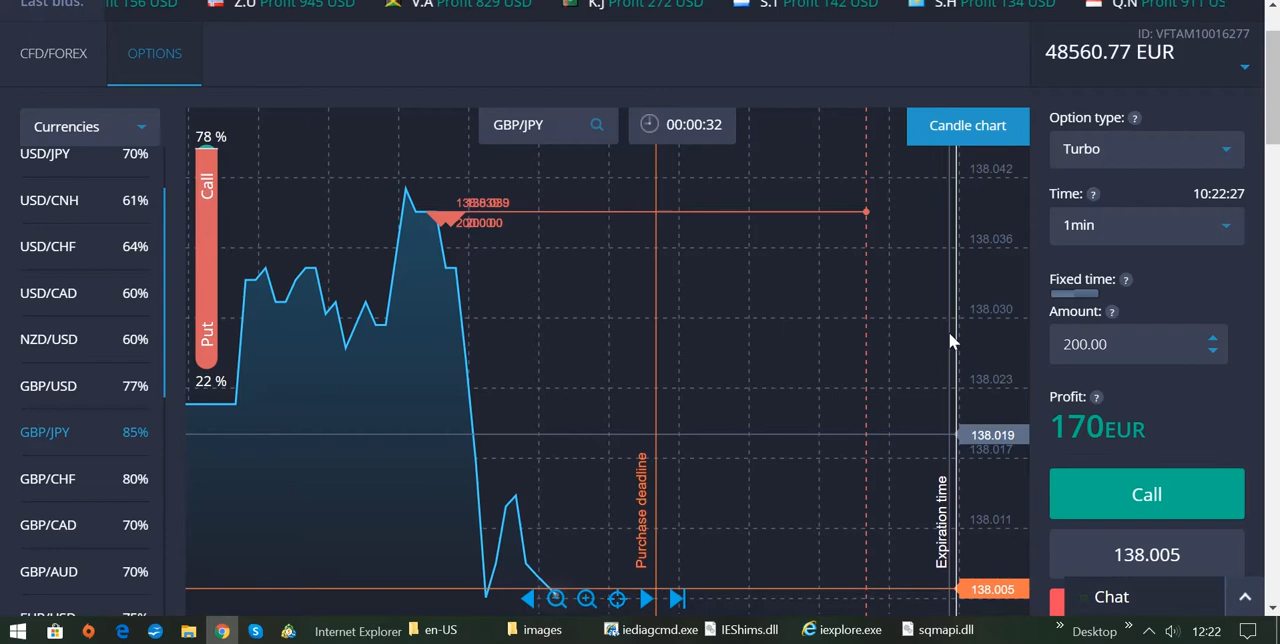 Last bids:
fit 156 USD
Z.U Profit 945 USD
V.A Profit 829 USD
K.J Profit 272 USD
S.T Profit 142 USD
S.H Profit 134 USD
Q.N Profit 911 US
ID: VFTAM10016277
CFD/FOREX
OPTIONS
48560.77 EUR
Currencies
USD/JPY 70%
USD/CNH 61%
USD/CHF 64%
USD/CAD 60%
NZD/USD 60%
GBP/USD 77%
GBP/JPY 85%
GBP/CHF 80%
GBP/CAD 70%
GBP/AUD 70%
78 %
Call
Put
22 %
GBP/JPY
00:00:32
Candle chart
Purchase deadline
Expiration time
138.042
138.036
138.030
138.023
138.019
138.017
138.011
138.005
Option type: ?
Turbo
Time: ? 10:22:27
1min
Fixed time: ?
Amount: ?
200.00
Profit: ?
170EUR
Call
138.005
Chat
Internet Explorer
en-US
images
iediagcmd.exe
IEShims.dll
iexplore.exe
sqmapi.dll
Desktop
12:22